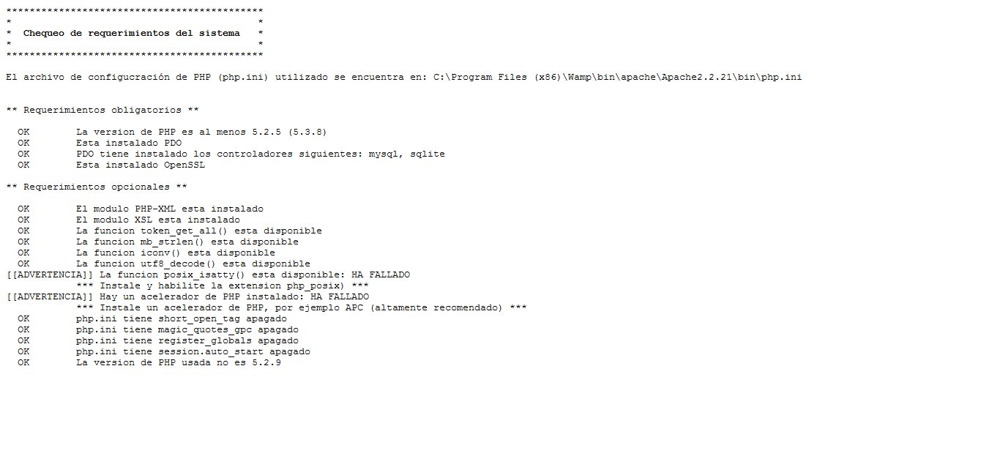 ********************************************
*                                          *
*  Chequeo de requerimientos del sistema   *
*                                          *
********************************************
El archivo de configucración de PHP (php.ini) utilizado se encuentra en: C:\Program Files (x86)\Wamp\bin\apache\Apache2.2.21\bin\php.ini
** Requerimientos obligatorios **
OK        La version de PHP es al menos 5.2.5 (5.3.8)
OK        Esta instalado PDO
OK        PDO tiene instalado los controladores siguientes: mysql, sqlite
OK        Esta instalado OpenSSL
** Requerimientos opcionales **
OK        El modulo PHP-XML esta instalado
OK        El modulo XSL esta instalado
OK        La funcion token_get_all() esta disponible
OK        La funcion mb_strlen() esta disponible
OK        La funcion iconv() esta disponible
OK        La funcion utf8_decode() esta disponible
[[ADVERTENCIA]] La funcion posix_isatty() esta disponible: HA FALLADO
*** Instale y habilite la extension php_posix) ***
[[ADVERTENCIA]] Hay un acelerador de PHP instalado: HA FALLADO
*** Instale un acelerador de PHP, por ejemplo APC (altamente recomendado) ***
OK        php.ini tiene short_open_tag apagado
OK        php.ini tiene magic_quotes_gpc apagado
OK        php.ini tiene register_globals apagado
OK        php.ini tiene session.auto_start apagado
OK        La version de PHP usada no es 5.2.9